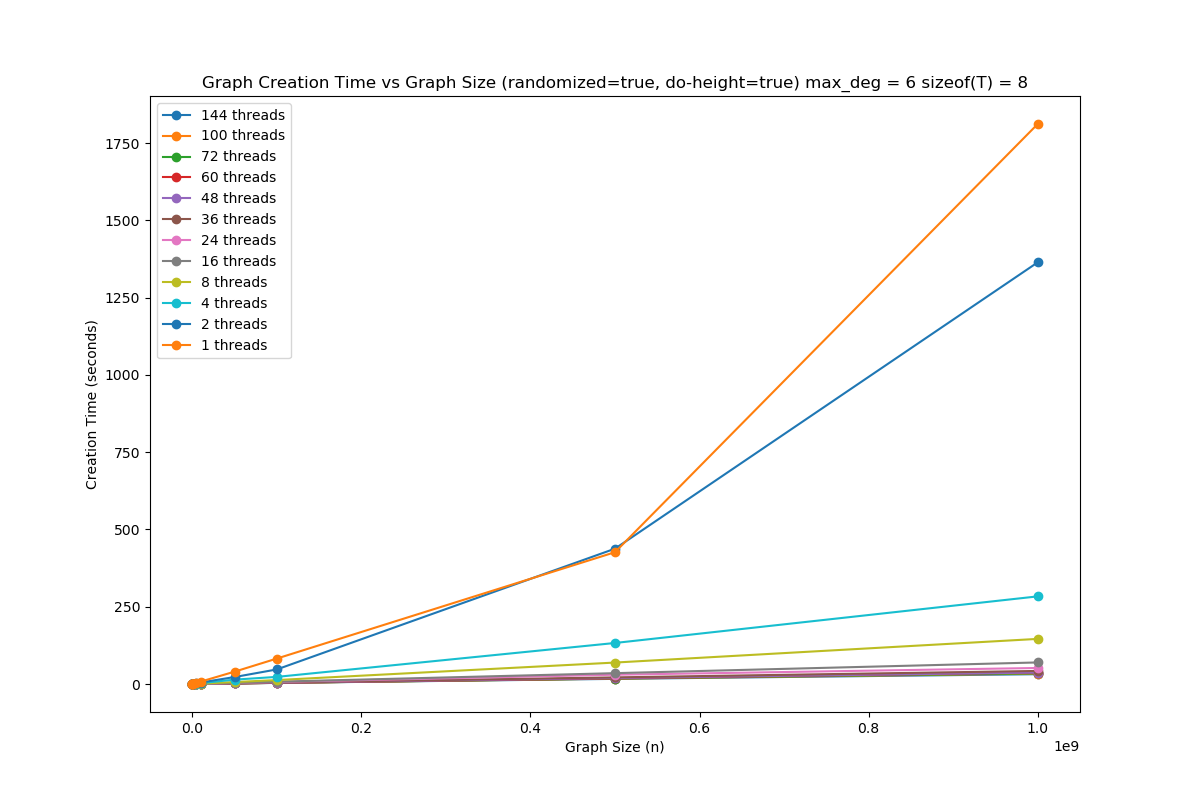 Graph Creation Time vs Graph Size (randomized=true, do-height=true) max_deg = 6 sizeof(T) = 8
144 threads
100 threads
72 threads
60 threads
48 threads
36 threads
24 threads
16 threads
8 threads
4 threads
2 threads
1 threads
Creation Time (seconds)
1750
1500
1250
1000
750
500
250
0
0.0
0.2
0.4
0.6
0.8
1.0
1e9
Graph Size (n)